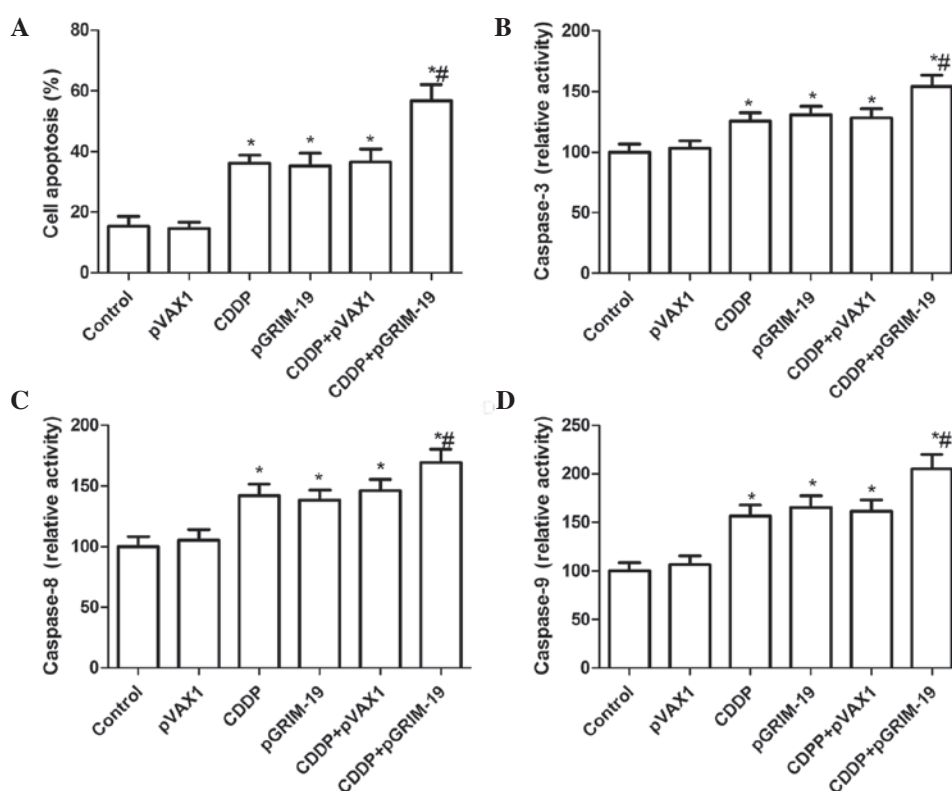 A
Cell apoptosis (%)
80
60
40
20
0
*
*
*
*#
Control
pVAX1
CDDP
pGRIM-19
CDDP+pVAX1
CDDP+pGRIM-19
B
Caspase-3 (relative activity)
200
150
100
50
0
*
*
*
*#
Control
pVAX1
CDDP
pGRIM-19
CDDP+pVAX1
CDDP+pGRIM-19
C
Caspase-8 (relative activity)
200
150
100
50
0
*
*
*
*#
Control
pVAX1
CDDP
pGRIM-19
CDDP+pVAX1
CDDP+pGRIM-19
D
Caspase-9 (relative activity)
250
200
150
100
50
0
*
*
*
*#
Control
pVAX1
CDDP
pGRIM-19
CDPP+pVAX1
CDDP+pGRIM-19